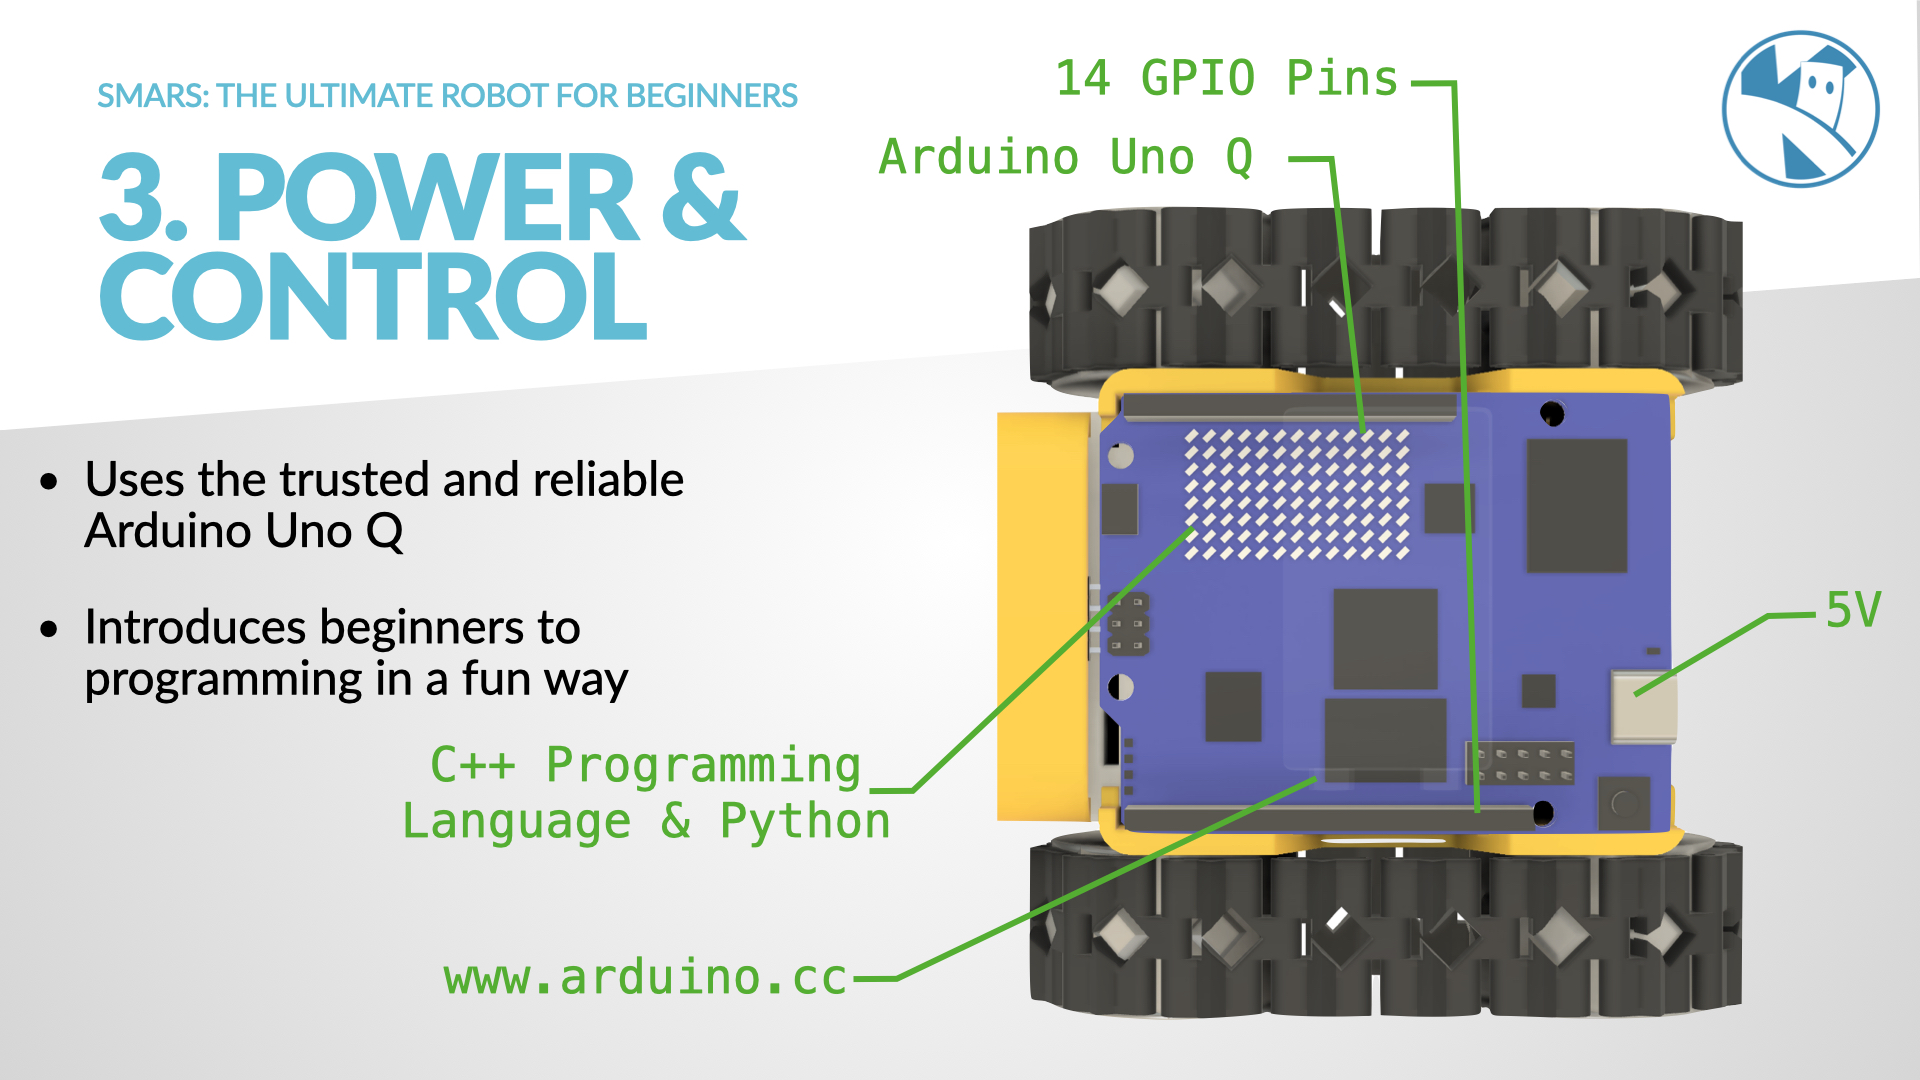 SMARS: THE ULTIMATE ROBOT FOR BEGINNERS
3. POWER &
CONTROL
• Uses the trusted and reliable
Arduino Uno Q
• Introduces beginners to
programming in a fun way
14 GPIO Pins
Arduino Uno Q
5V
C++ Programming
Language & Python
www.arduino.cc